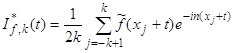 I^{*}_{f,k}(t) = \frac{1}{2k} \sum_{j=-k+1}^{k} \tilde{f}(x_j + t) e^{-in(x_j+t)}